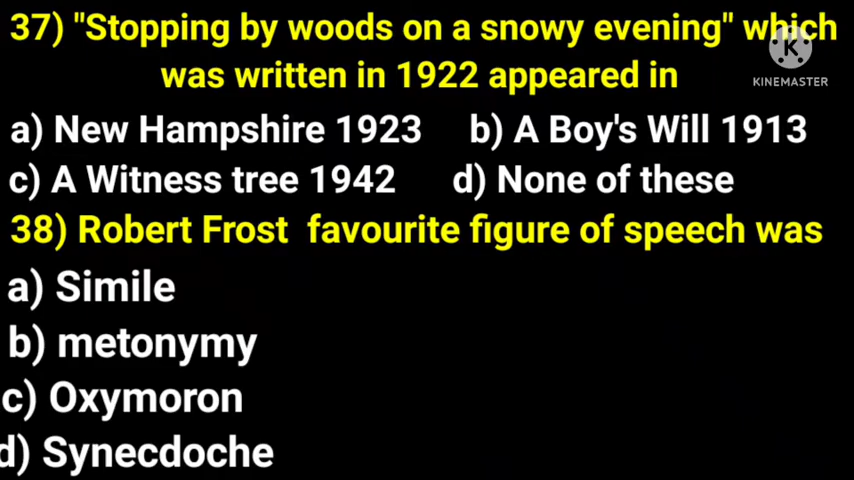 37) "Stopping by woods on a snowy evening" which
was written in 1922 appeared in
KINEMASTER
a) New Hampshire 1923 b) A Boy's Will 1913
c) A Witness tree 1942 d) None of these
38) Robert Frost favourite figure of speech was
a) Simile
b) metonymy
c) Oxymoron
d) Synecdoche